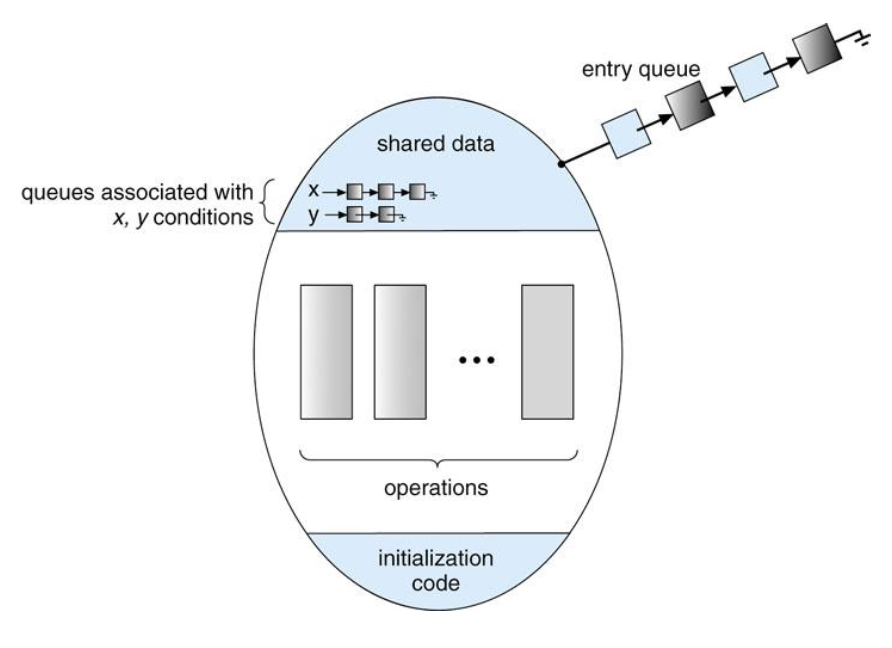 entry queue
shared data
queues associated with
x, y conditions
x
y
...
operations
initialization
code